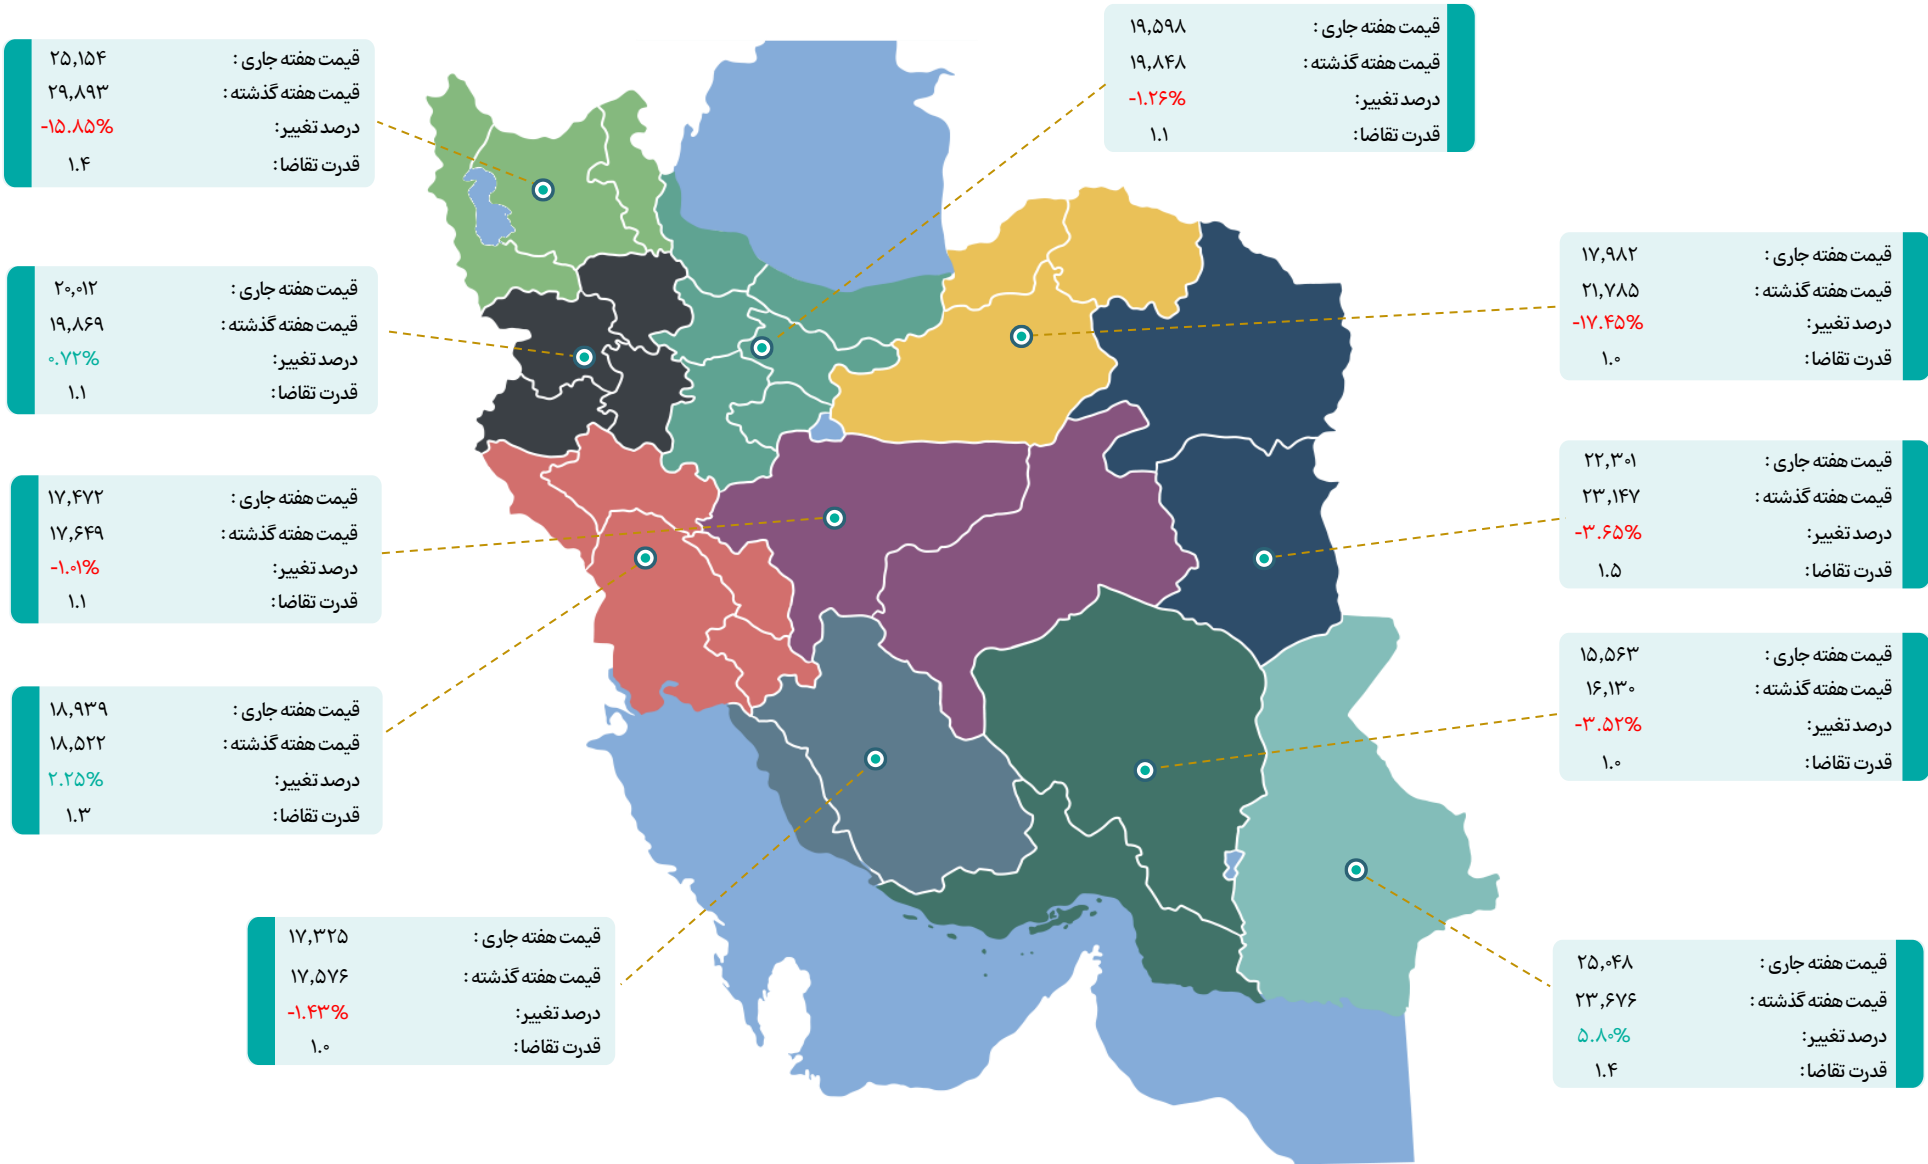 قیمت هفته جاری : ۱۹,۵۹۸
قیمت هفته گذشته : ۱۹,۸۴۸
درصد تغییر: -۱.۲۶%
قدرت تقاضا: ۱.۱
قیمت هفته جاری : ۲۵,۱۵۴
قیمت هفته گذشته : ۲۹,۸۹۳
درصد تغییر: -۱۵.۸۵%
قدرت تقاضا: ۱.۴
قیمت هفته جاری : ۱۷,۹۸۲
قیمت هفته گذشته : ۲۱,۷۸۵
درصد تغییر: -۱۷.۴۵%
قدرت تقاضا: ۱.۰
قیمت هفته جاری : ۲۰,۰۱۲
قیمت هفته گذشته : ۱۹,۸۶۹
درصد تغییر: ۰.۷۲%
قدرت تقاضا: ۱.۱
قیمت هفته جاری : ۲۲,۳۰۱
قیمت هفته گذشته : ۲۳,۱۴۷
درصد تغییر: -۳.۶۵%
قدرت تقاضا: ۱.۵
قیمت هفته جاری : ۱۷,۴۷۲
قیمت هفته گذشته : ۱۷,۶۴۹
درصد تغییر: -۱.۰۱%
قدرت تقاضا: ۱.۱
قیمت هفته جاری : ۱۵,۵۶۳
قیمت هفته گذشته : ۱۶,۱۳۰
درصد تغییر: -۳.۵۲%
قدرت تقاضا: ۱.۰
قیمت هفته جاری : ۱۸,۹۳۹
قیمت هفته گذشته : ۱۸,۵۲۲
درصد تغییر: ۲.۲۵%
قدرت تقاضا: ۱.۳
قیمت هفته جاری : ۱۷,۳۲۵
قیمت هفته گذشته : ۱۷,۵۷۶
درصد تغییر: -۱.۴۳%
قدرت تقاضا: ۱.۰
قیمت هفته جاری : ۲۵,۰۴۸
قیمت هفته گذشته : ۲۳,۶۷۶
درصد تغییر: ۵.۸۰%
قدرت تقاضا: ۱.۴